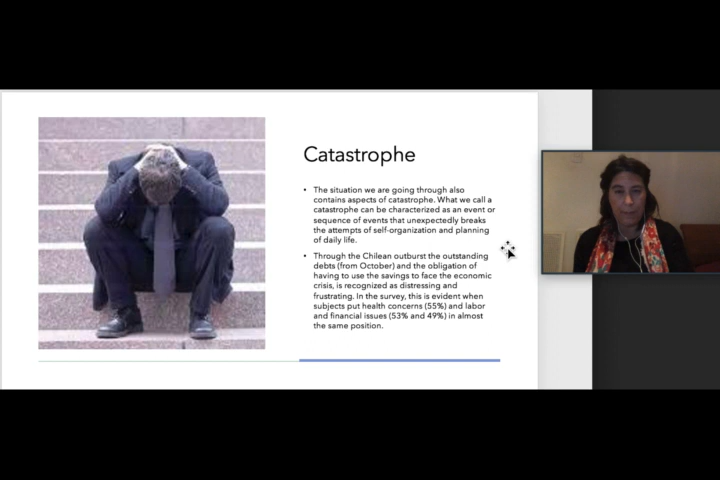 Catastrophe
• The situation we are going through also
contains aspects of catastrophe. What we call a
catastrophe can be characterized as an event or
sequence of events that unexpectedly breaks
the attempts of self-organization and planning
of daily life.
• Through the Chilean outburst the outstanding
debts (from October) and the obligation of
having to use the savings to face the economic
crisis, is recognized as distressing and
frustrating. In the survey, this is evident when
subjects put health concerns (55%) and labor
and financial issues (53% and 49%) in almost
the same position.